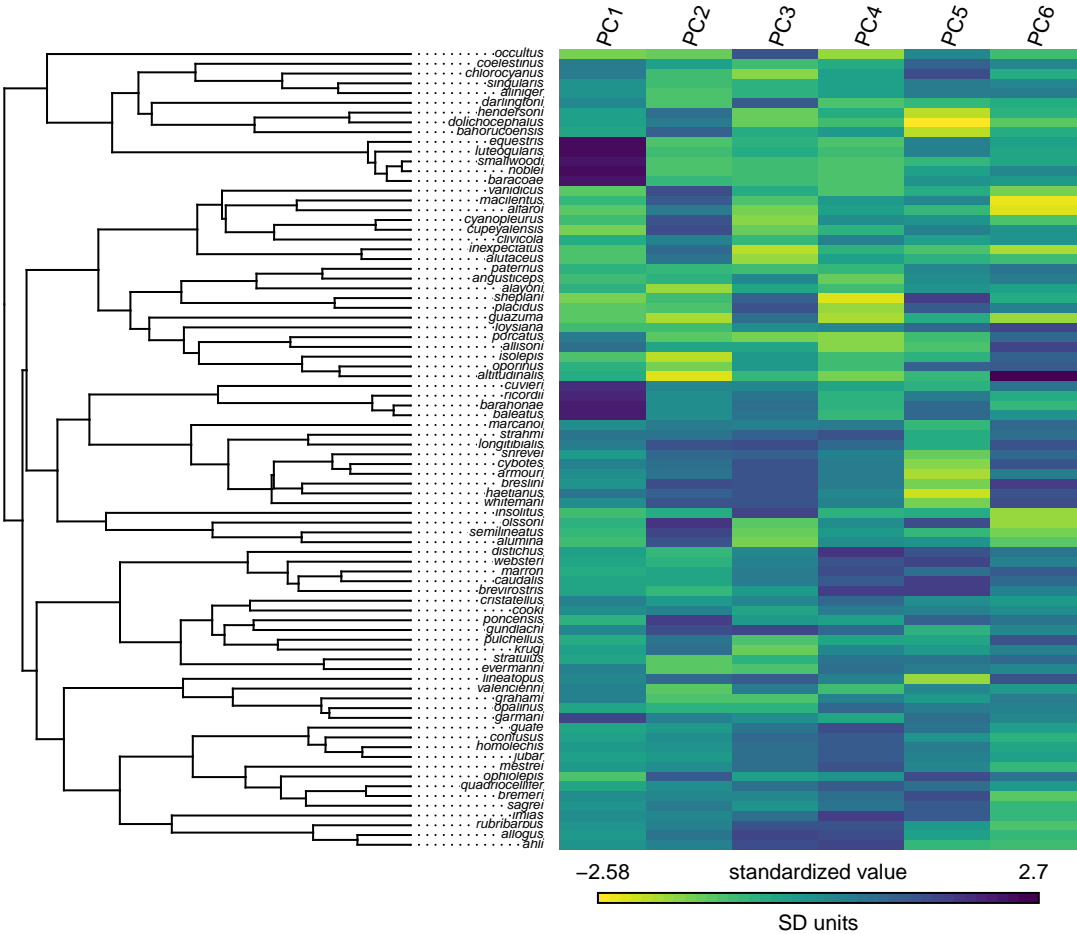 PC1 PC2 PC3 PC4 PC5 PC6
occultus
coelestinus
chlorocyanus
singularis
aliniger
darlingtoni
hendersoni
dolichocephalus
bahorucoensis
equestris
luteogularis
smallwoodi
noblei
baracoae
vanidicus
macilentus
alfaroi
cyanopleurus
cupeyalensis
clivicola
inexpectatus
alutaceus
paternus
angusticeps
alayoni
sheplani
placidus
guazuma
loysiana
porcatus
allisoni
isolepis
oporinus
altitudinalis
cuvieri
ricordii
barahonae
baleatus
marcanoi
strahmi
longitibialis
shrevei
cybotes
armouri
breslini
haetianus
whitemani
insolitus
olssoni
semilineatus
alumina
distichus
websteri
marron
caudalis
brevirostris
cristatellus
cooki
poncensis
gundlachi
pulchellus
krugi
stratulus
evermanni
lineatopus
valencienni
grahami
opalinus
garmani
guafe
confusus
homolechis
jubar
mestrei
ophiolepis
quadriocellifer
bremeri
sagrei
imias
rubribarbus
allogus
ahli
−2.58 standardized value 2.7
SD units